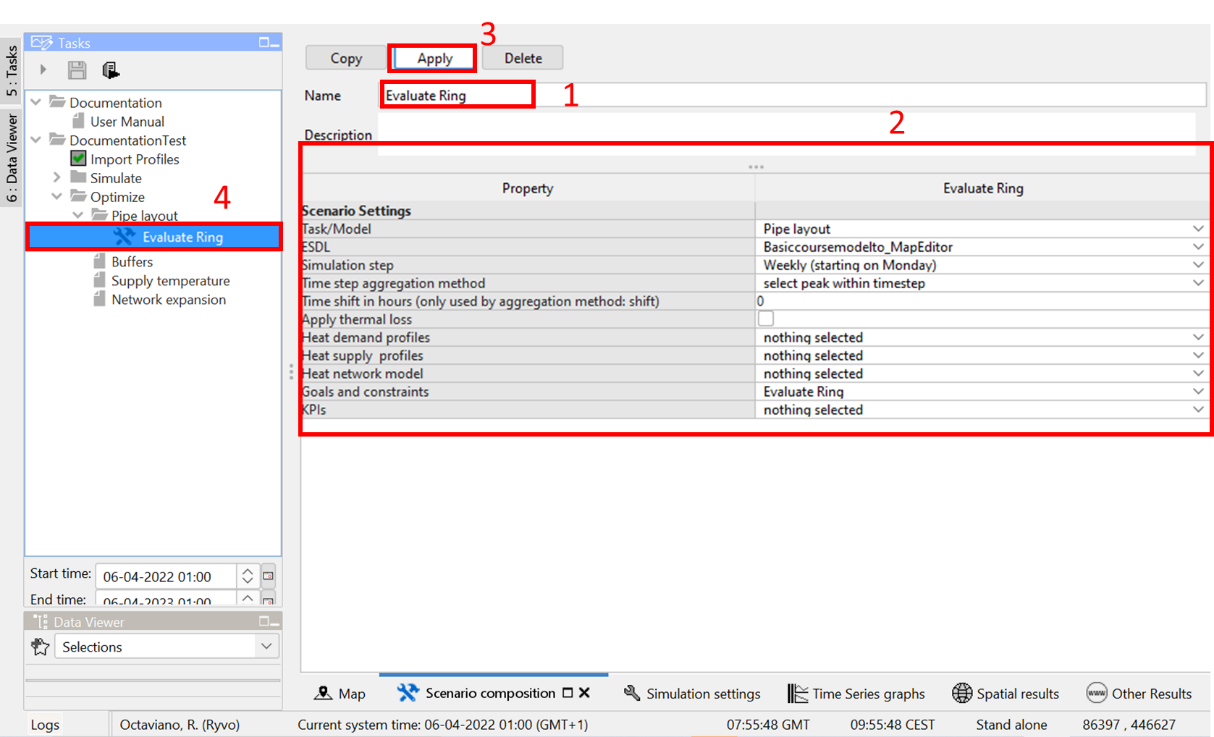 3
Tasks
Copy
Apply
Delete
5 : Tasks
6 : Data Viewer
Documentation
User Manual
DocumentationTest
Import Profiles
Simulate
Optimize
4
Pipe layout
Evaluate Ring
Buffers
Supply temperature
Network expansion
Name
Evaluate Ring
1
Description
2
Property Evaluate Ring
Scenario Settings
Task/Model Pipe layout
ESDL Basiccoursemodelto_MapEditor
Simulation step Weekly (starting on Monday)
Time step aggregation method select peak within timestep
Time shift in hours (only used by aggregation method: shift) 0
Apply thermal loss
Heat demand profiles nothing selected
Heat supply profiles nothing selected
Heat network model nothing selected
Goals and constraints Evaluate Ring
KPIs nothing selected
Start time: 06-04-2022 01:00
End time: 06-04-2023 01:00
Data Viewer
Selections
Map Scenario composition Simulation settings Time Series graphs Spatial results www Other Results
Logs Octaviano, R. (Ryvo) Current system time: 06-04-2022 01:00 (GMT+1) 07:55:48 GMT 09:55:48 CEST Stand alone 86397 , 446627